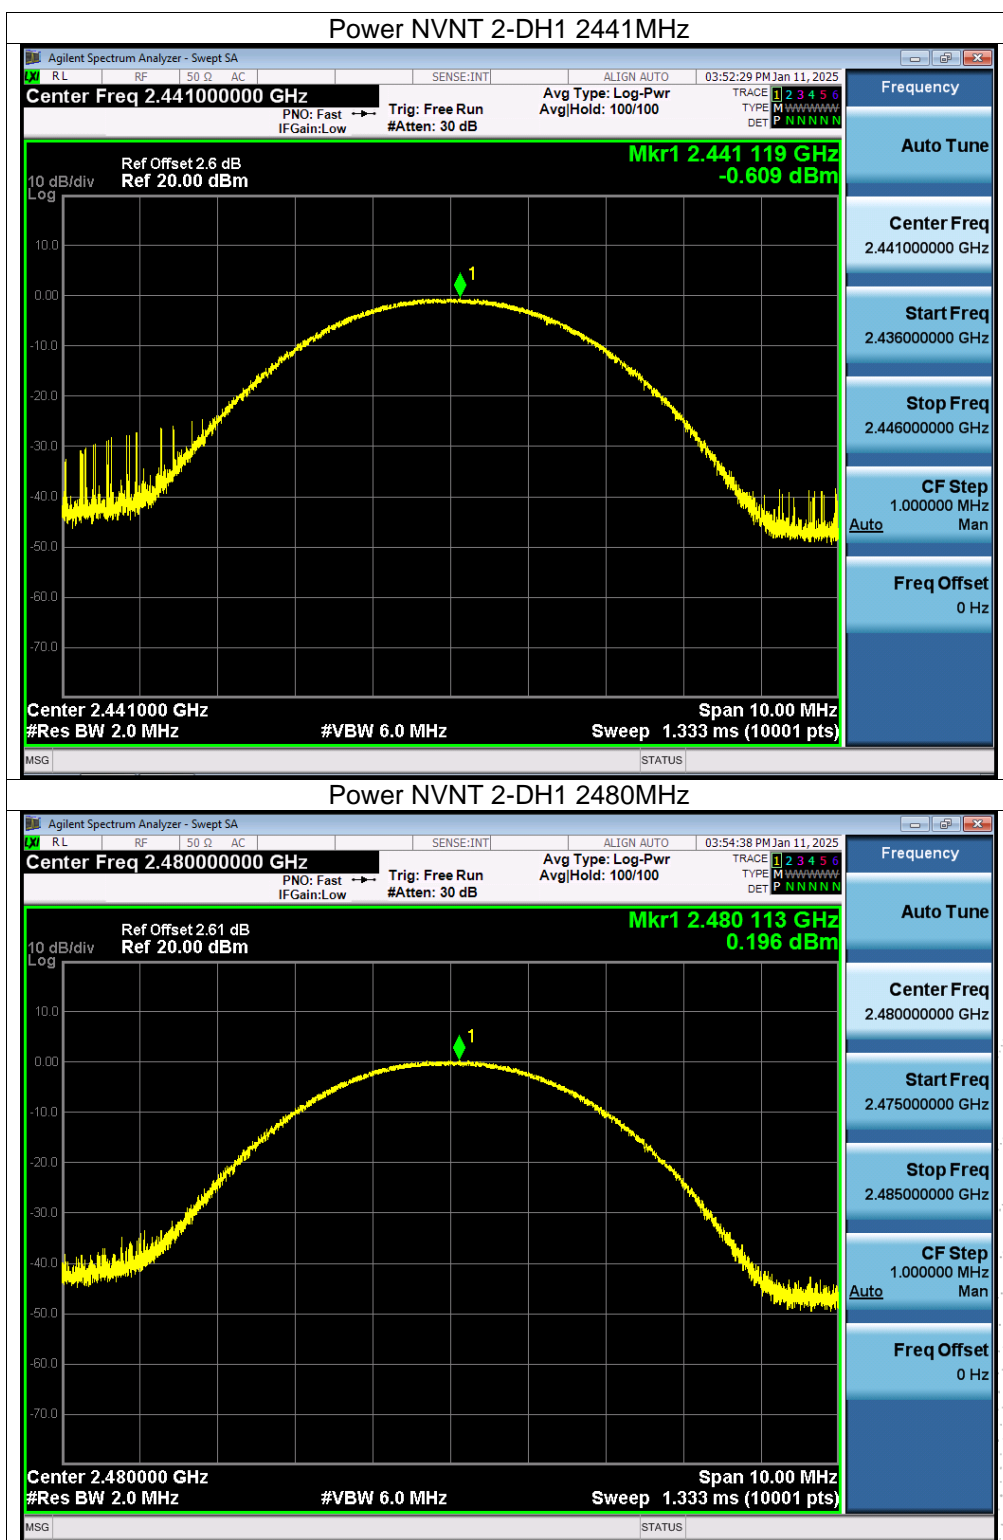 Power NVNT 2-DH1 2441MHz
Agilent Spectrum Analyzer - Swept SA
LXI RL RF 50 Ω AC SENSE:INT ALIGN AUTO 03:52:29 PM Jan 11, 2025
Center Freq 2.441000000 GHz
PNO: Fast
IFGain:Low
Trig: Free Run
#Atten: 30 dB
Avg Type: Log-Pwr
Avg|Hold: 100/100
TRACE 1 2 3 4 5 6
TYPE M WWWWW
DET P N N N N N
Ref Offset 2.6 dB
10 dB/div Ref 20.00 dBm
Log
Mkr1 2.441 119 GHz
-0.609 dBm
1
10.0
0.00
-10.0
-20.0
-30.0
-40.0
-50.0
-60.0
-70.0
Center 2.441000 GHz Span 10.00 MHz
#Res BW 2.0 MHz #VBW 6.0 MHz Sweep 1.333 ms (10001 pts)
MSG STATUS
Frequency
Auto Tune
Center Freq
2.441000000 GHz
Start Freq
2.436000000 GHz
Stop Freq
2.446000000 GHz
CF Step
1.000000 MHz
Auto Man
Freq Offset
0 Hz
Power NVNT 2-DH1 2480MHz
Agilent Spectrum Analyzer - Swept SA
LXI RL RF 50 Ω AC SENSE:INT ALIGN AUTO 03:54:38 PM Jan 11, 2025
Center Freq 2.480000000 GHz
PNO: Fast
IFGain:Low
Trig: Free Run
#Atten: 30 dB
Avg Type: Log-Pwr
Avg|Hold: 100/100
TRACE 1 2 3 4 5 6
TYPE M WWWWW
DET P N N N N N
Ref Offset 2.61 dB
10 dB/div Ref 20.00 dBm
Log
Mkr1 2.480 113 GHz
0.196 dBm
1
10.0
0.00
-10.0
-20.0
-30.0
-40.0
-50.0
-60.0
-70.0
Center 2.480000 GHz Span 10.00 MHz
#Res BW 2.0 MHz #VBW 6.0 MHz Sweep 1.333 ms (10001 pts)
MSG STATUS
Frequency
Auto Tune
Center Freq
2.480000000 GHz
Start Freq
2.475000000 GHz
Stop Freq
2.485000000 GHz
CF Step
1.000000 MHz
Auto Man
Freq Offset
0 Hz